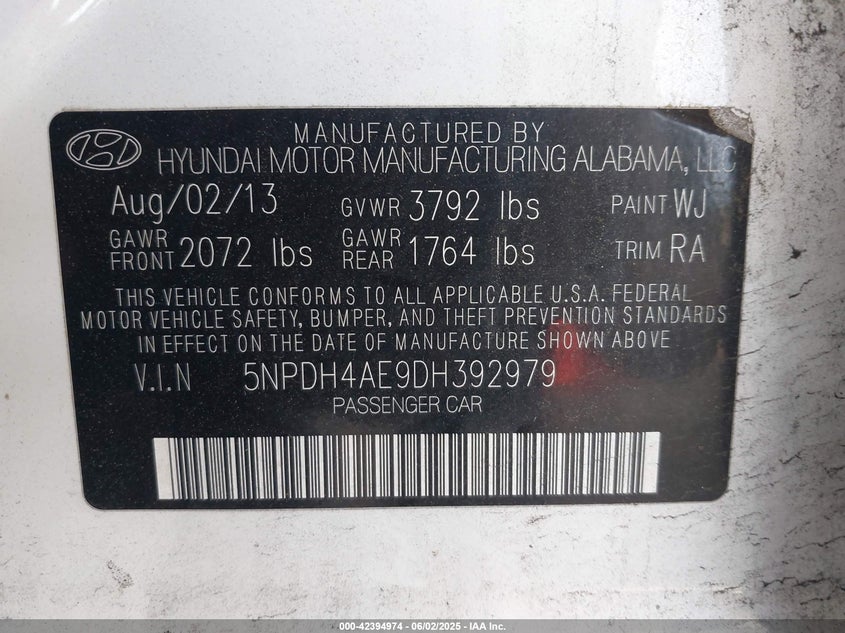 MANUFACTURED BY
HYUNDAI MOTOR MANUFACTURING ALABAMA, LLC
Aug/02/13 GVWR 3792 lbs PAINT WJ
GAWR FRONT 2072 lbs GAWR REAR 1764 lbs TRIM RA
THIS VEHICLE CONFORMS TO ALL APPLICABLE U.S.A. FEDERAL
MOTOR VEHICLE SAFETY, BUMPER, AND THEFT PREVENTION STANDARDS
IN EFFECT ON THE DATE OF MANUFACTURE SHOWN ABOVE
V.I.N 5NPDH4AE9DH392979
PASSENGER CAR
000-42394974 | 06/02/2025 - IAA Inc.